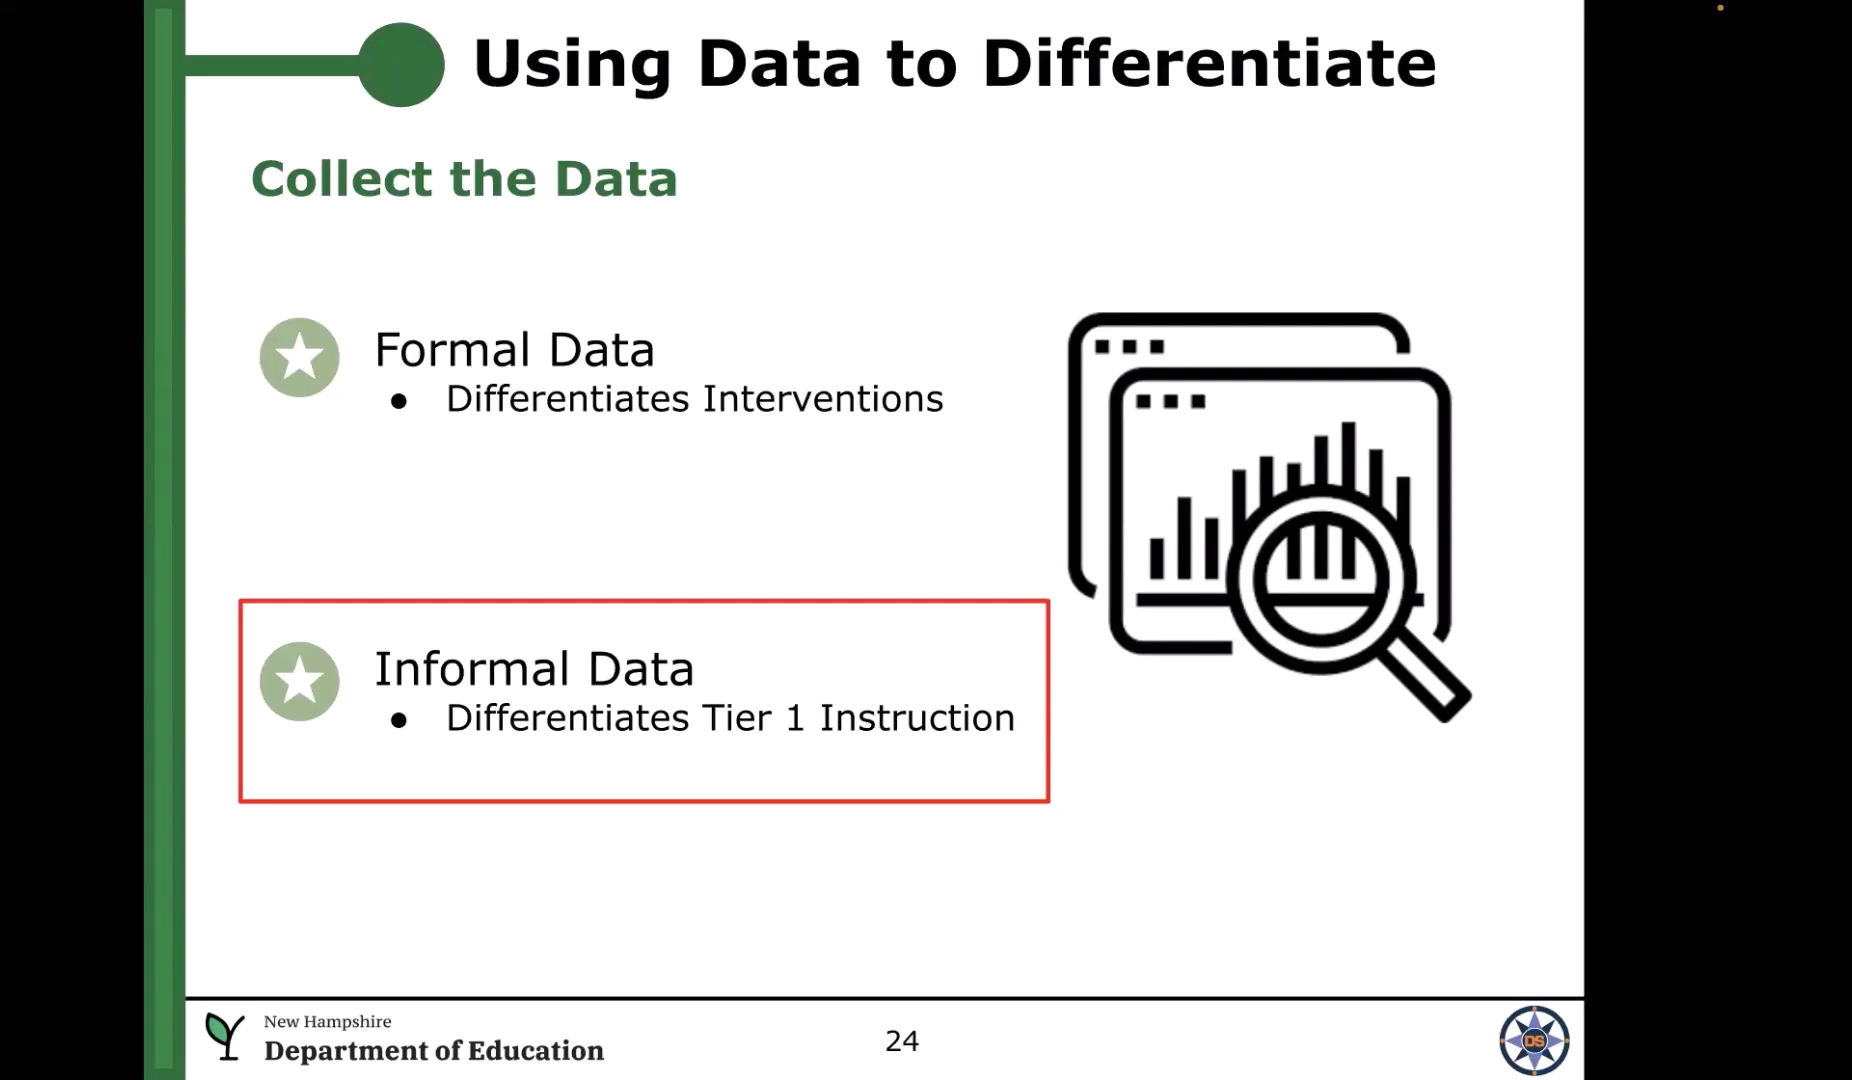 Using Data to Differentiate
Collect the Data
Formal Data
● Differentiates Interventions
Informal Data
● Differentiates Tier 1 Instruction
New Hampshire
Department of Education
24
DS